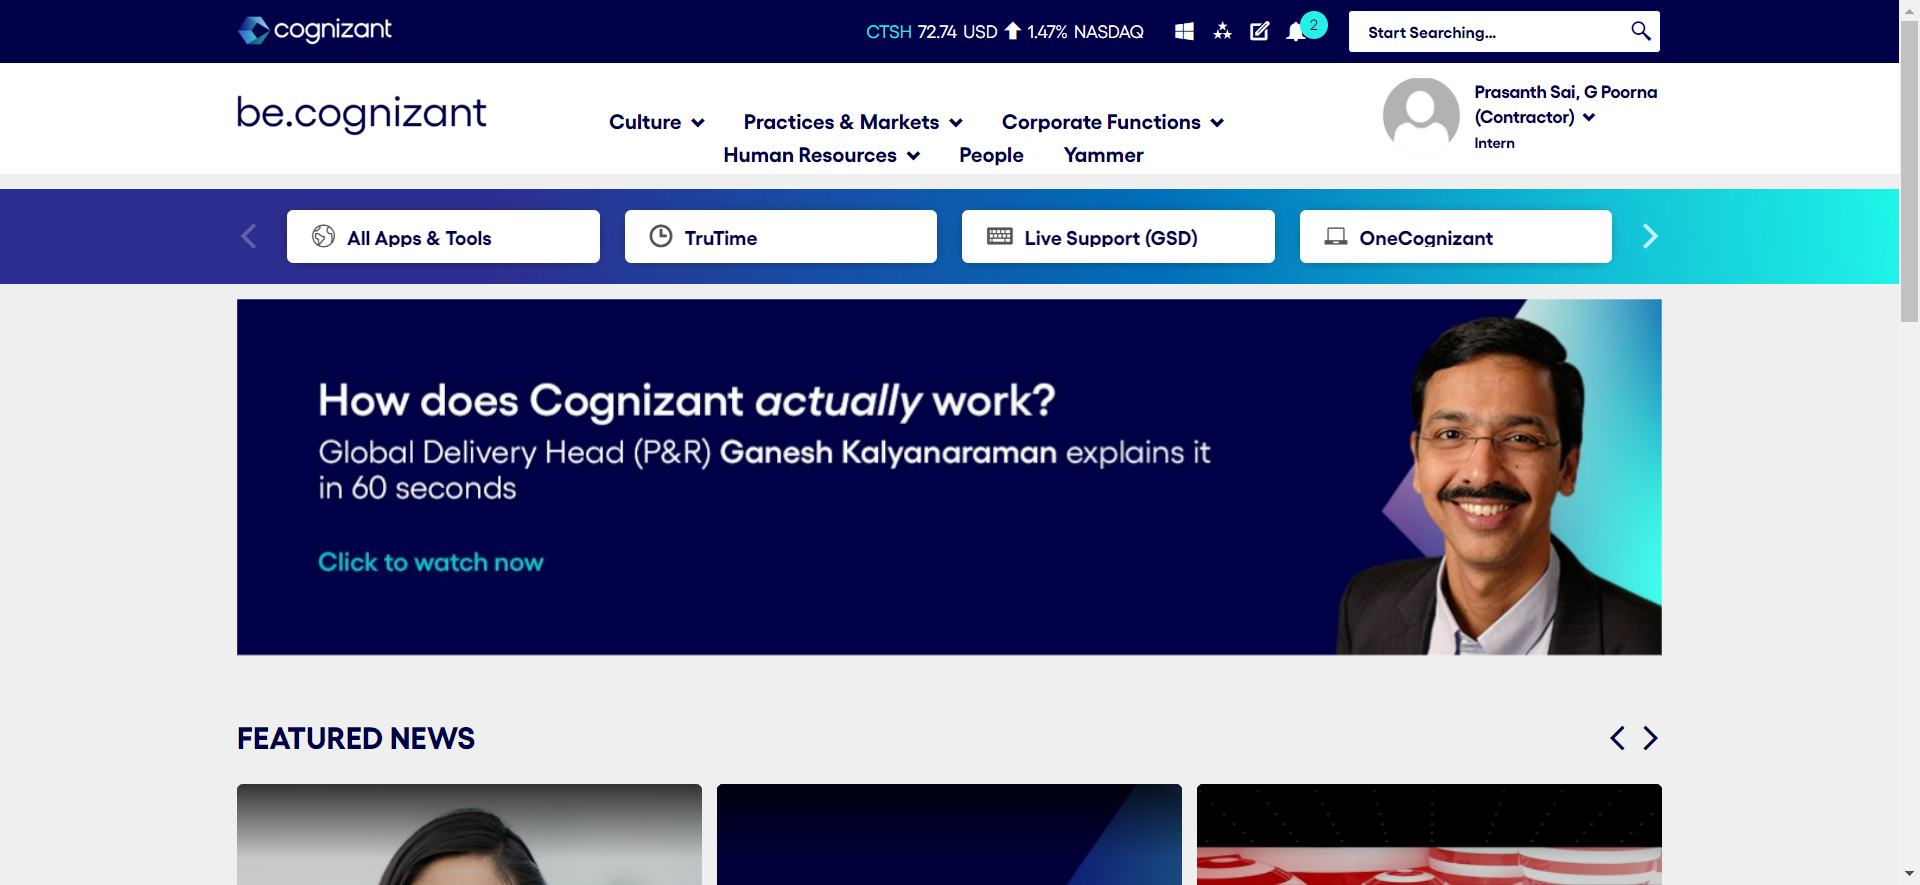 cognizant
CTSH 72.74 USD 1.47% NASDAQ
2
Start Searching...
be.cognizant
Culture
Practices & Markets
Corporate Functions
Human Resources
People
Yammer
Prasanth Sai, G Poorna
(Contractor)
Intern
All Apps & Tools
TruTime
Live Support (GSD)
OneCognizant
How does Cognizant actually work?
Global Delivery Head (P&R) Ganesh Kalyanaraman explains it
in 60 seconds
Click to watch now
FEATURED NEWS